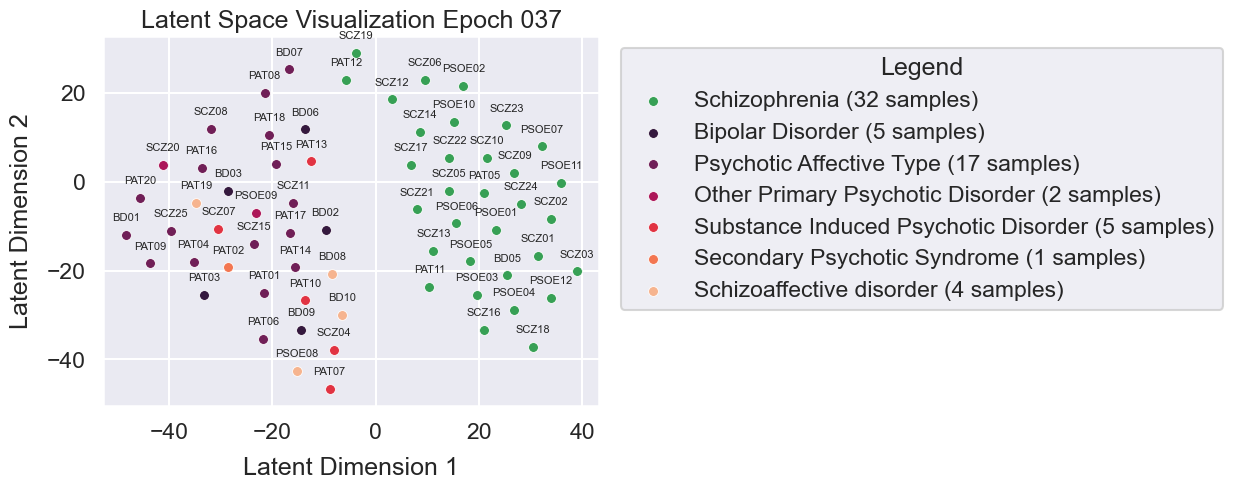 Latent Space Visualization Epoch 037
Legend
Schizophrenia (32 samples)
Bipolar Disorder (5 samples)
Psychotic Affective Type (17 samples)
Other Primary Psychotic Disorder (2 samples)
Substance Induced Psychotic Disorder (5 samples)
Secondary Psychotic Syndrome (1 samples)
Schizoaffective disorder (4 samples)
Latent Dimension 2
20
0
−20
−40
SCZ19
BD07
PAT12
SCZ06
PSOE02
PAT08
SCZ12
SCZ08
BD06
PSOE10
SCZ23
PAT18
SCZ14
PSOE07
SCZ20
PAT16
PAT15
PAT13
SCZ17
SCZ22
SCZ10
SCZ09
PSOE11
PAT20
BD03
PAT19
PSOE09
SCZ11
SCZ05
PAT05
SCZ24
SCZ02
SCZ21
BD01
SCZ25
SCZ07
SCZ15
PAT17
BD02
PSOE06
PSOE01
SCZ13
PAT09
PAT04
PAT02
PAT14
PSOE05
SCZ01
SCZ03
PAT03
PAT01
BD08
PAT11
PSOE03
BD05
PSOE12
PAT10
BD10
PSOE04
PAT06
BD09
SCZ04
SCZ16
SCZ18
PSOE08
PAT07
−40
−20
0
20
40
Latent Dimension 1